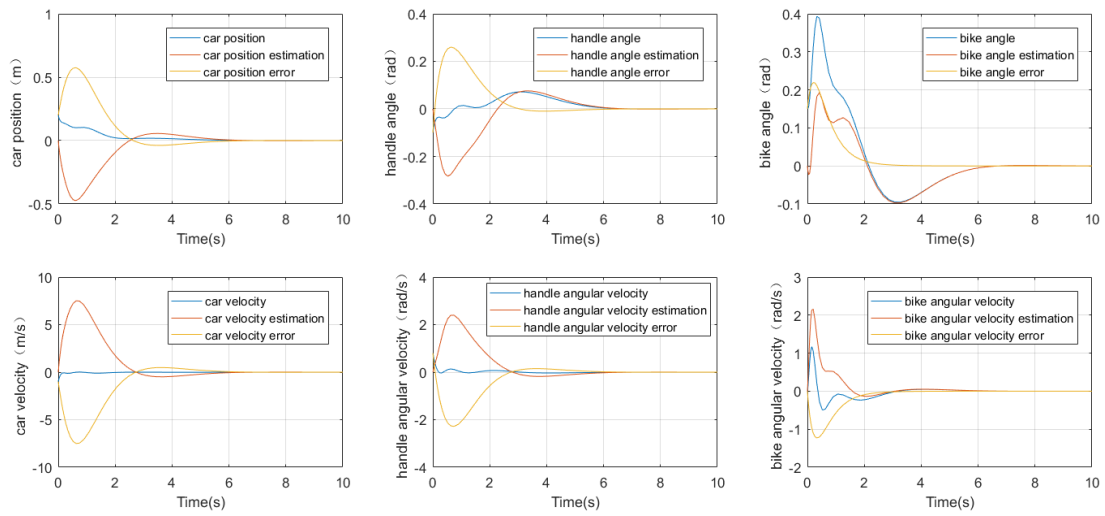 car position（m）
1
0.5
0
-0.5
car position
car position estimation
car position error
0 2 4 6 8 10
Time(s)
handle angle（rad）
0.4
0.2
0
-0.2
-0.4
handle angle
handle angle estimation
handle angle error
0 2 4 6 8 10
Time(s)
bike angle（rad）
0.4
0.3
0.2
0.1
0
-0.1
bike angle
bike angle estimation
bike angle error
0 2 4 6 8 10
Time(s)
car velocity（m/s）
10
5
0
-5
-10
car velocity
car velocity estimation
car velocity error
0 2 4 6 8 10
Time(s)
handle angular velocity（rad/s）
4
2
0
-2
-4
handle angular velocity
handle angular velocity estimation
handle angular velocity error
0 2 4 6 8 10
Time(s)
bike angular velocity（rad/s）
3
2
1
0
-1
-2
bike angular velocity
bike angular velocity estimation
bike angular velocity error
0 2 4 6 8 10
Time(s)